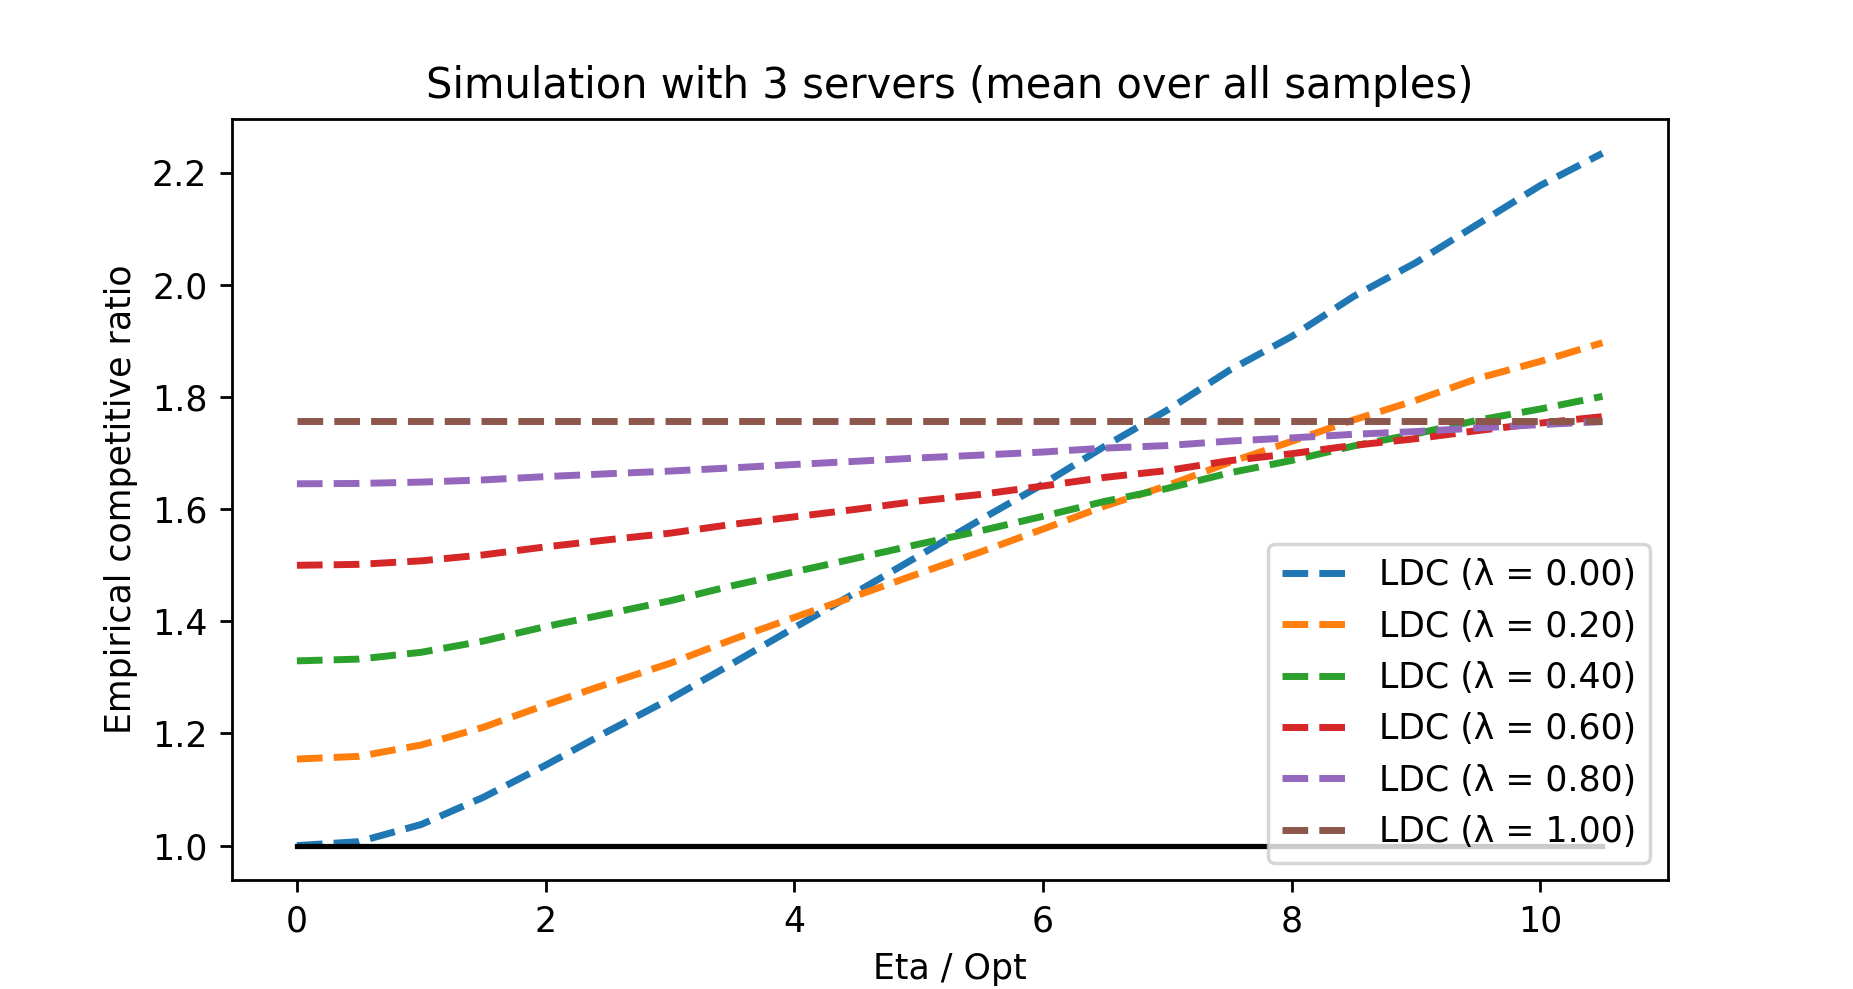 Simulation with 3 servers (mean over all samples)
Empirical competitive ratio
2.2
2.0
1.8
1.6
1.4
1.2
1.0
0
2
4
6
8
10
Eta / Opt
LDC (λ = 0.00)
LDC (λ = 0.20)
LDC (λ = 0.40)
LDC (λ = 0.60)
LDC (λ = 0.80)
LDC (λ = 1.00)